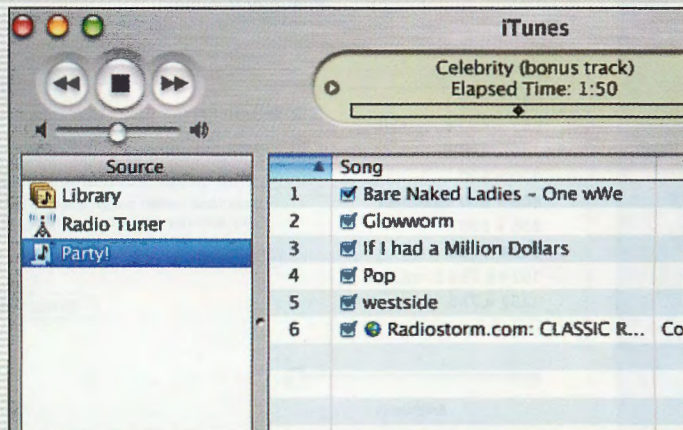 iTunes
Celebrity (bonus track)
Elapsed Time: 1:50
Source
Library
Radio Tuner
Party!
Song
1 Bare Naked Ladies - One wWe
2 Glowworm
3 If I had a Million Dollars
4 Pop
5 westside
6 Radiostorm.com: CLASSIC R... Co